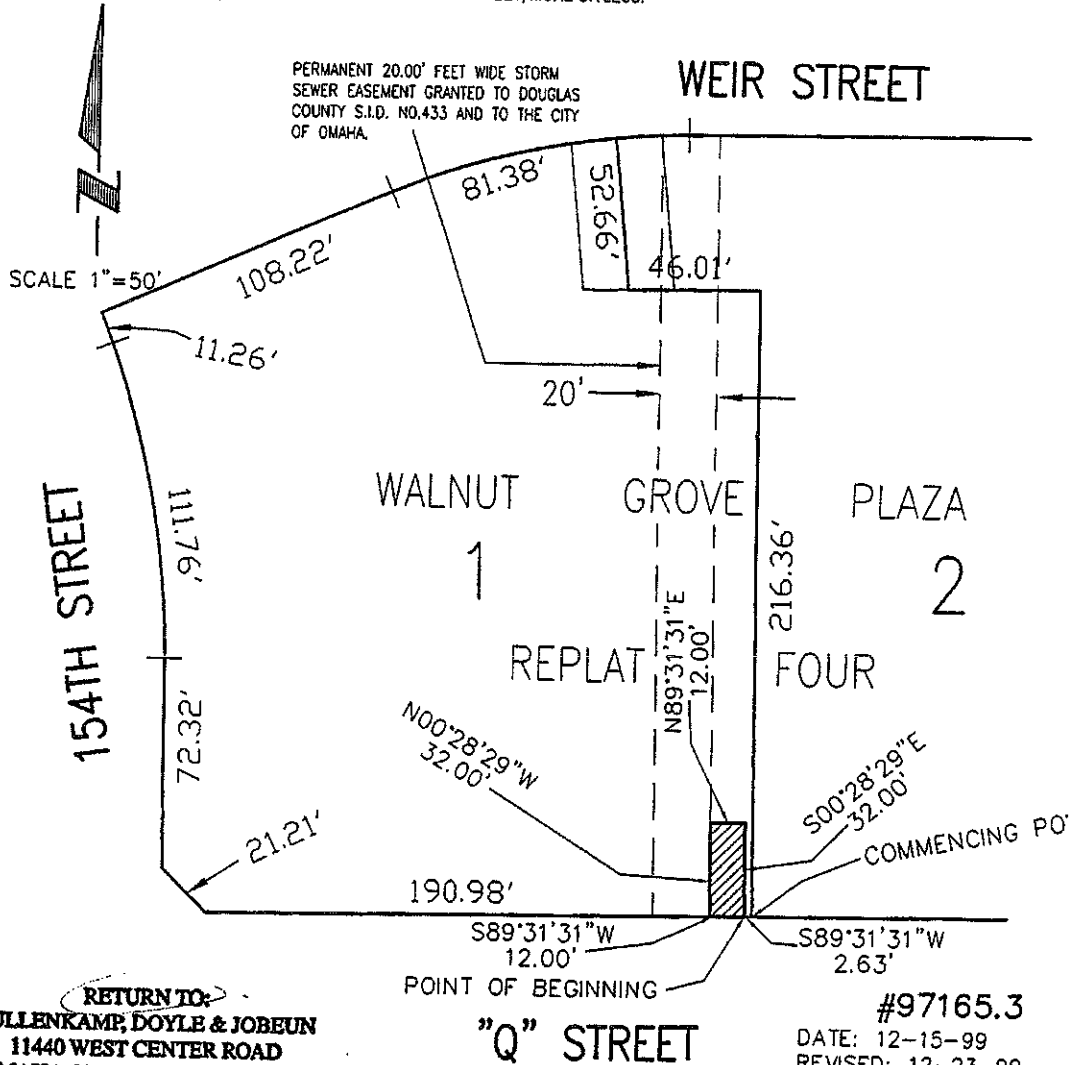 PERMANENT 20.00' FEET WIDE STORM
SEWER EASEMENT GRANTED TO DOUGLAS
COUNTY S.I.D. NO.433 AND TO THE CITY
OF OMAHA.
WEIR STREET
81.38'
52.66'
46.01'
108.22'
SCALE 1"=50'
11.26'
20'
WALNUT GROVE PLAZA
1
2
154TH STREET
111.76'
216.36'
N89°31'31"E
12.00'
REPLAT FOUR
N00°28'29"W
32.00'
S00°28'29"E
32.00'
72.32'
21.21'
COMMENCING
190.98'
S89°31'31"W
12.00'
S89°31'31"W
2.63'
POINT OF BEGINNING
RETURN TO:
ULLENKAMP, DOYLE & JOBEUN
11440 WEST CENTER ROAD
"Q" STREET
#97165.3
DATE: 12-15-99
REVISED: 12-23-99